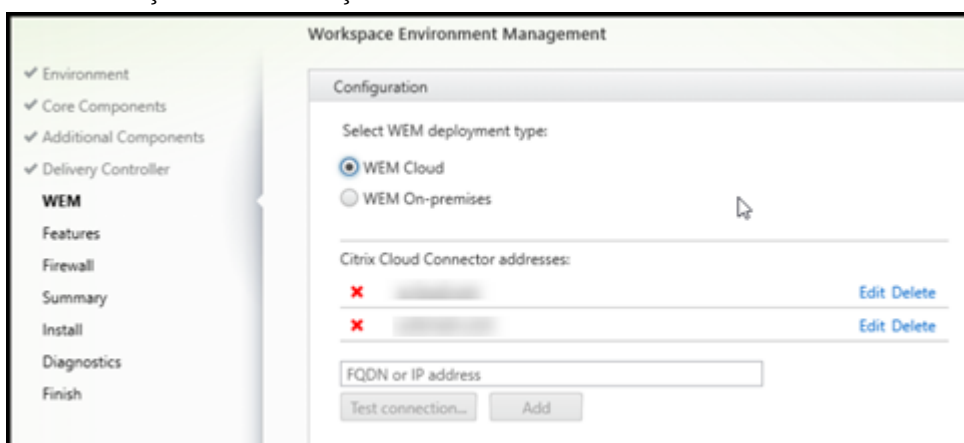 Workspace Environment Management
Environment
Core Components
Additional Components
Delivery Controller
WEM
Features
Firewall
Summary
Install
Diagnostics
Finish
Configuration
Select WEM deployment type:
WEM Cloud
WEM On-premises
Citrix Cloud Connector addresses:
Edit Delete
Edit Delete
FQDN or IP address
Test connection...
Add